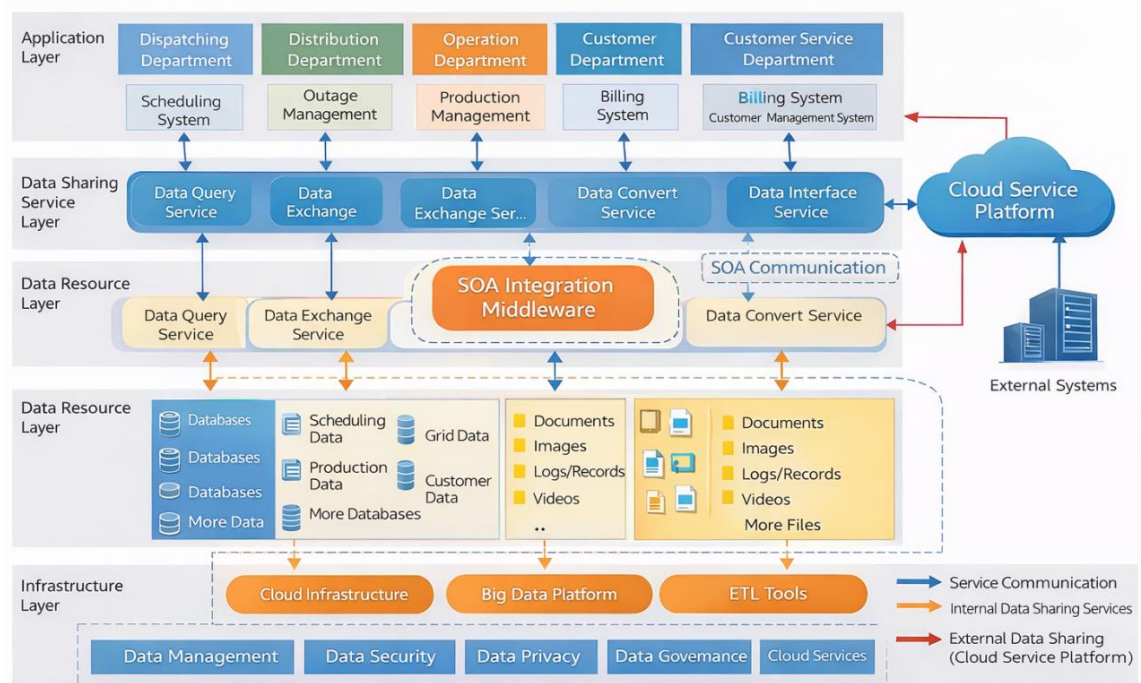 Application
Layer
Dispatching
Department
Distribution
Department
Operation
Department
Customer
Department
Customer Service
Department
Scheduling
System
Outage
Management
Production
Management
Billing
System
Billing System
Customer Management System
Data Sharing
Service
Layer
Data Query
Service
Data
Exchange
Data
Exchange Ser...
Data Convert
Service
Data Interface
Service
Cloud Service
Platform
SOA Communication
Data Resource
Layer
Data Query
Service
Data Exchange
Service
SOA Integration
Middleware
Data Convert Service
External Systems
Data Resource
Layer
Databases
Databases
Databases
More Data
Scheduling
Data
Production
Data
More Databases
Grid Data
Customer
Data
Documents
Images
Logs/Records
Videos
..
Documents
Images
Logs/Records
Videos
More Files
Infrastructure
Layer
Cloud Infrastructure
Big Data Platform
ETL Tools
Data Management
Data Security
Data Privacy
Data Governance
Cloud Services
Service Communication
Internal Data Sharing Services
External Data Sharing
(Cloud Service Platform)